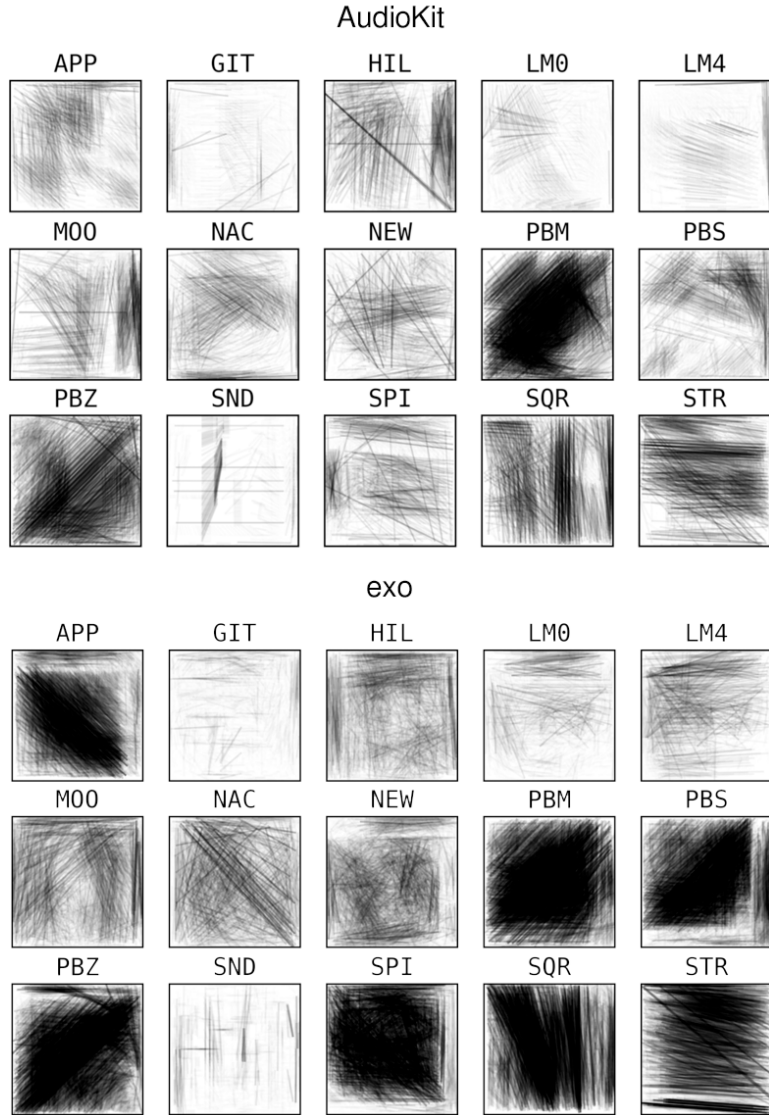 AudioKit
APP GIT HIL LM0 LM4
MOO NAC NEW PBM PBS
PBZ SND SPI SQR STR
exo
APP GIT HIL LM0 LM4
MOO NAC NEW PBM PBS
PBZ SND SPI SQR STR